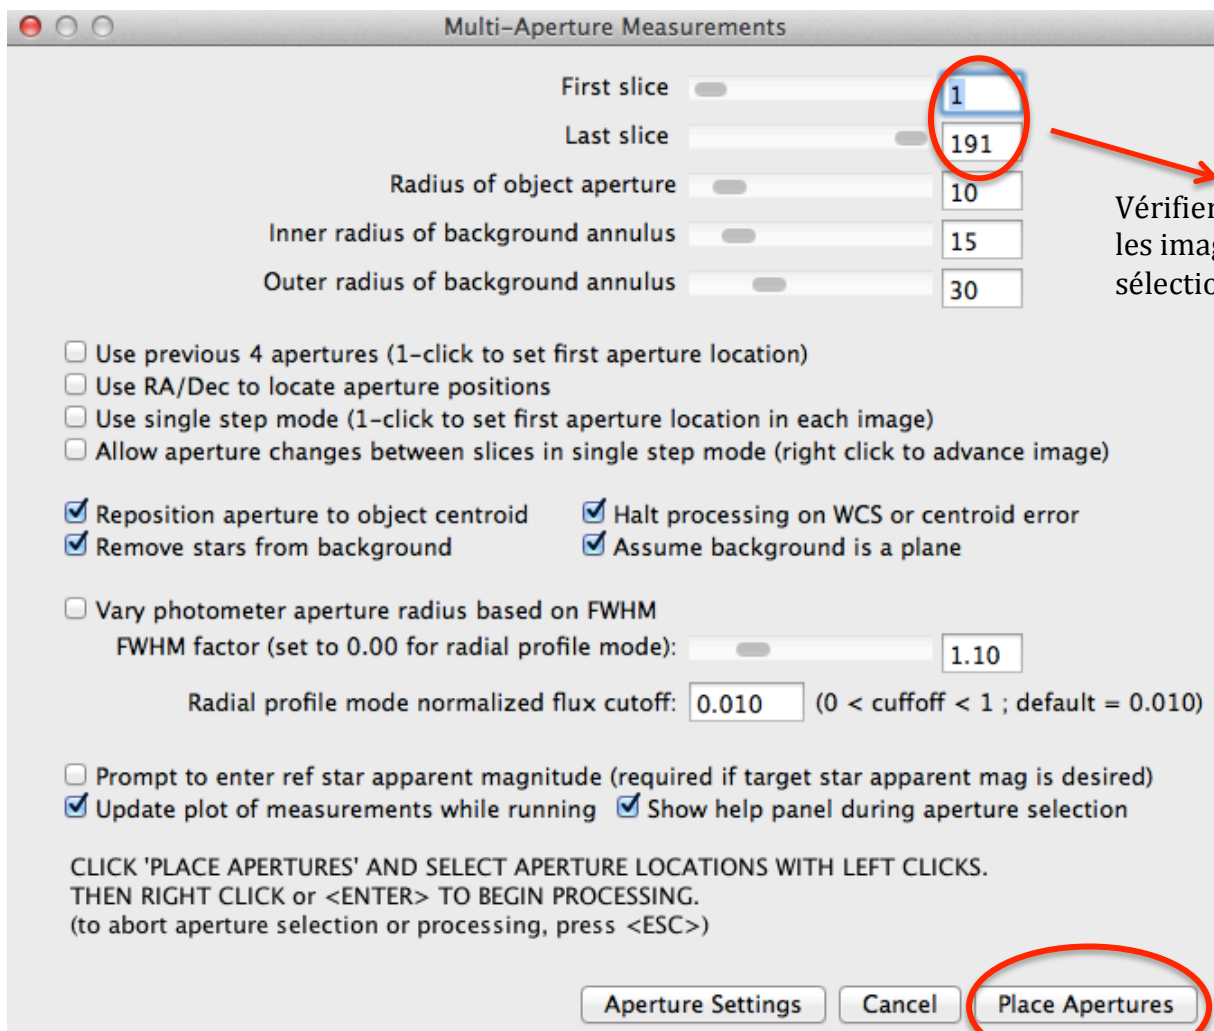 Multi-Aperture Measurements
First slice 1
Last slice 191
Radius of object aperture 10
Inner radius of background annulus 15
Outer radius of background annulus 30
Vérifier
les
Use previous 4 apertures (1-click to set first aperture location)
Use RA/Dec to locate aperture positions
Use single step mode (1-click to set first aperture location in each image)
Allow aperture changes between slices in single step mode (right click to advance image)
Reposition aperture to object centroid Halt processing on WCS or centroid error
Remove stars from background Assume background is a plane
Vary photometer aperture radius based on FWHM
FWHM factor (set to 0.00 for radial profile mode): 1.10
Radial profile mode normalized flux cutoff: 0.010 (0 < cuffoff < 1 ; default = 0.010)
Prompt to enter ref star apparent magnitude (required if target star apparent mag is desired)
Update plot of measurements while running Show help panel during aperture selection
CLICK 'PLACE APERTURES' AND SELECT APERTURE LOCATIONS WITH LEFT CLICKS.
THEN RIGHT CLICK or <ENTER> TO BEGIN PROCESSING.
(to abort aperture selection or processing, press <ESC>)
Aperture Settings Cancel Place Apertures